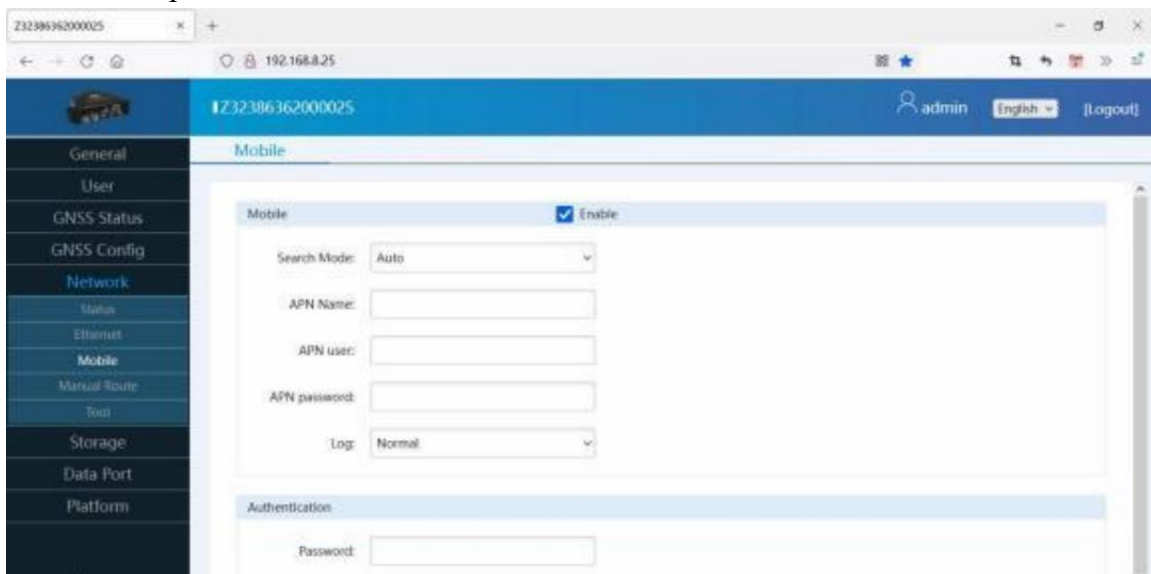 Z32386362000025
192.168.8.25
Z32386362000025
admin
English
[Logout]
General
Mobile
User
GNSS Status
Mobile
Enable
GNSS Config
Search Mode:
Auto
Network
Status
APN Name:
Ethernet
Mobile
APN user:
Manual Route
APN password:
Tool
Storage
Log:
Normal
Data Port
Platform
Authentication
Password: